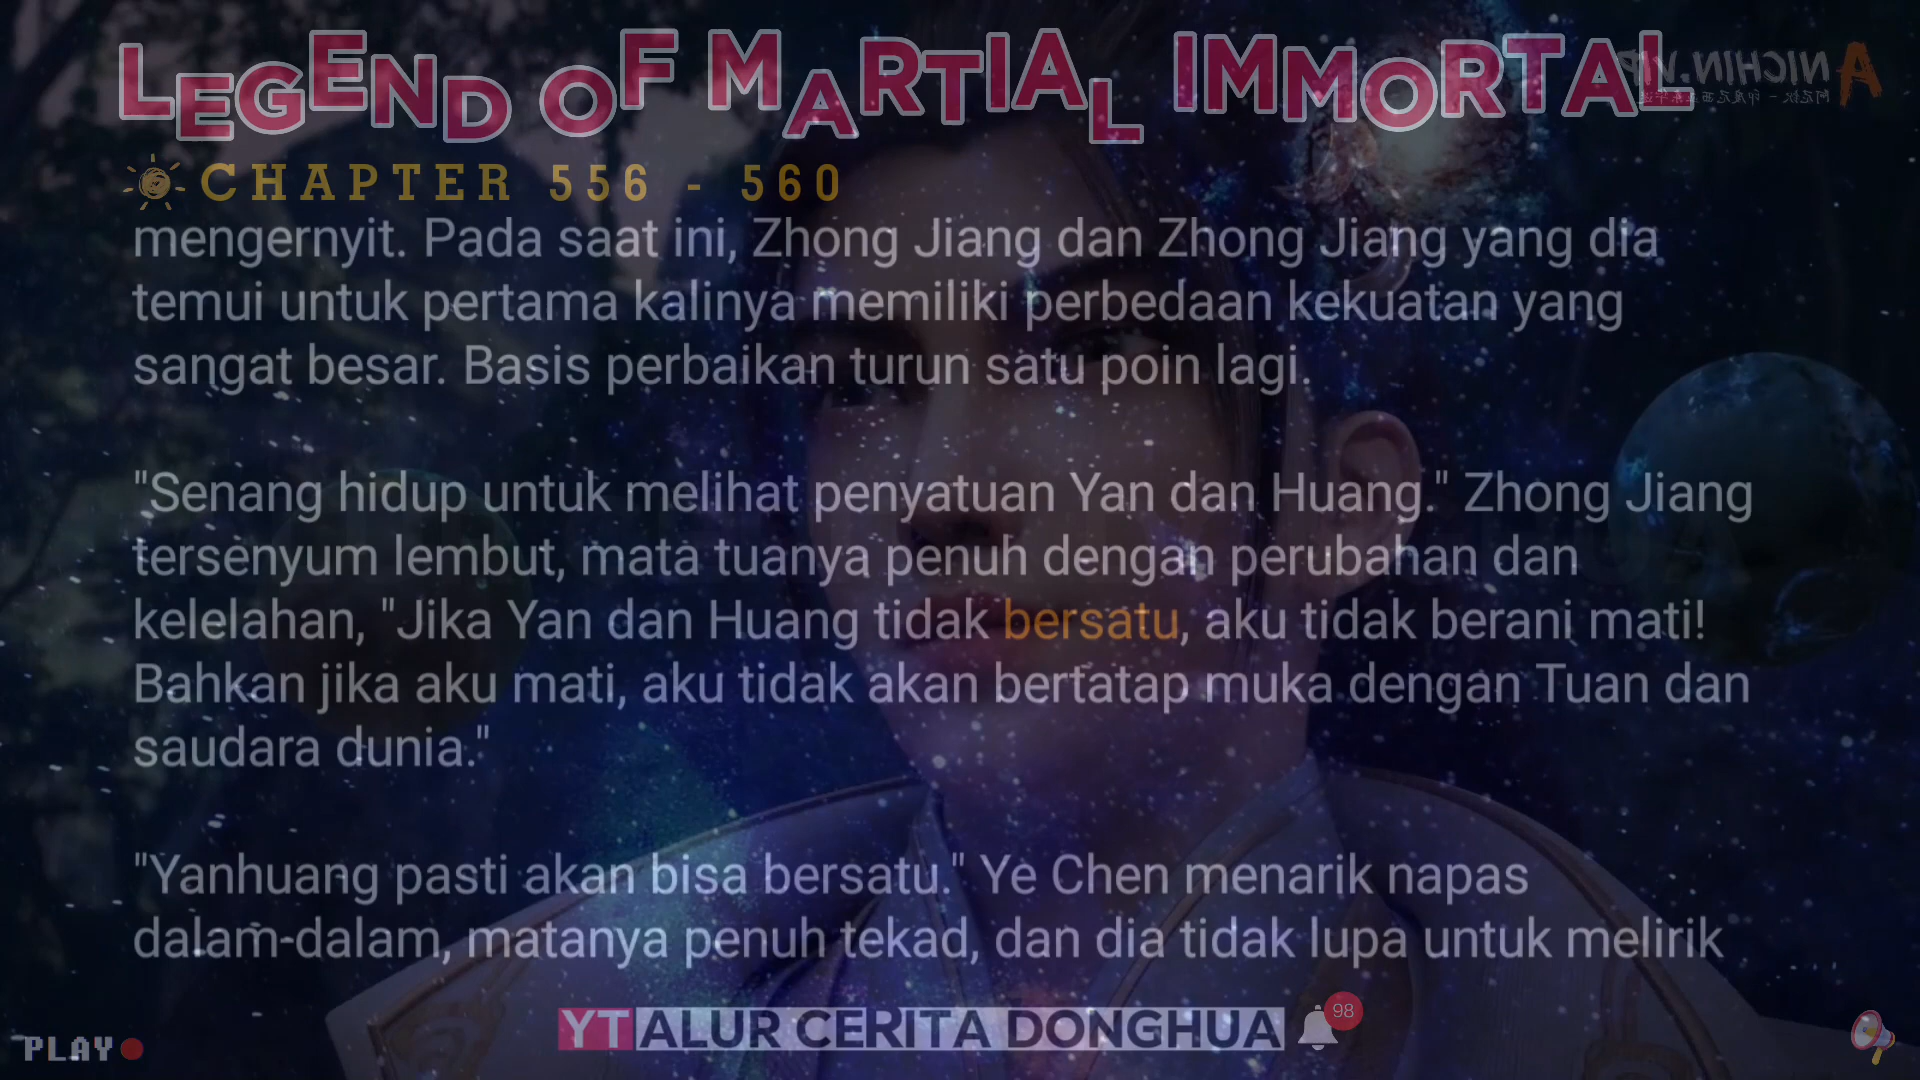 LEGEND OF MARTIAL IMMORTAL
ANICHIN.VIP
CHAPTER 556 - 560
mengernyit. Pada saat ini, Zhong Jiang dan Zhong Jiang yang dia
temui untuk pertama kalinya memiliki perbedaan kekuatan yang
sangat besar. Basis perbaikan turun satu poin lagi.
"Senang hidup untuk melihat penyatuan Yan dan Huang." Zhong Jiang
tersenyum lembut, mata tuanya penuh dengan perubahan dan
kelelahan, "Jika Yan dan Huang tidak bersatu, aku tidak berani mati!
Bahkan jika aku mati, aku tidak akan bertatap muka dengan Tuan dan
saudara dunia."
"Yanhuang pasti akan bisa bersatu." Ye Chen menarik napas
dalam-dalam, matanya penuh tekad, dan dia tidak lupa untuk melirik
YT ALUR CERITA DONGHUA
98
PLAY